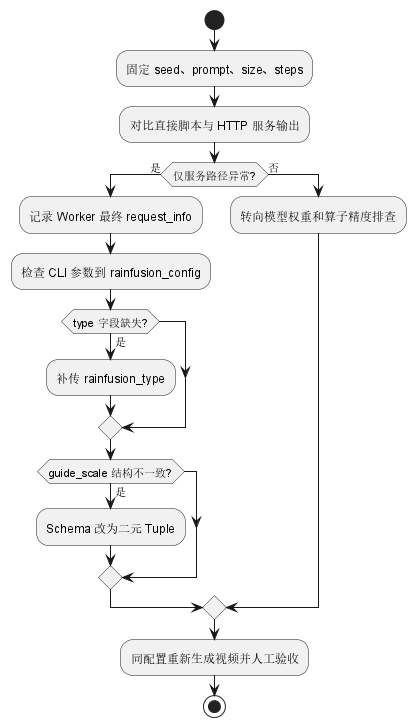 固定 seed、prompt、size、steps
对比直接脚本与 HTTP 服务输出
是
仅服务路径异常?
否
记录 Worker 最终 request_info
转向模型权重和算子精度排查
检查 CLI 参数到 rainfusion_config
type 字段缺失?
是
补传 rainfusion_type
guide_scale 结构不一致?
是
Schema 改为二元 Tuple
同配置重新生成视频并人工验收